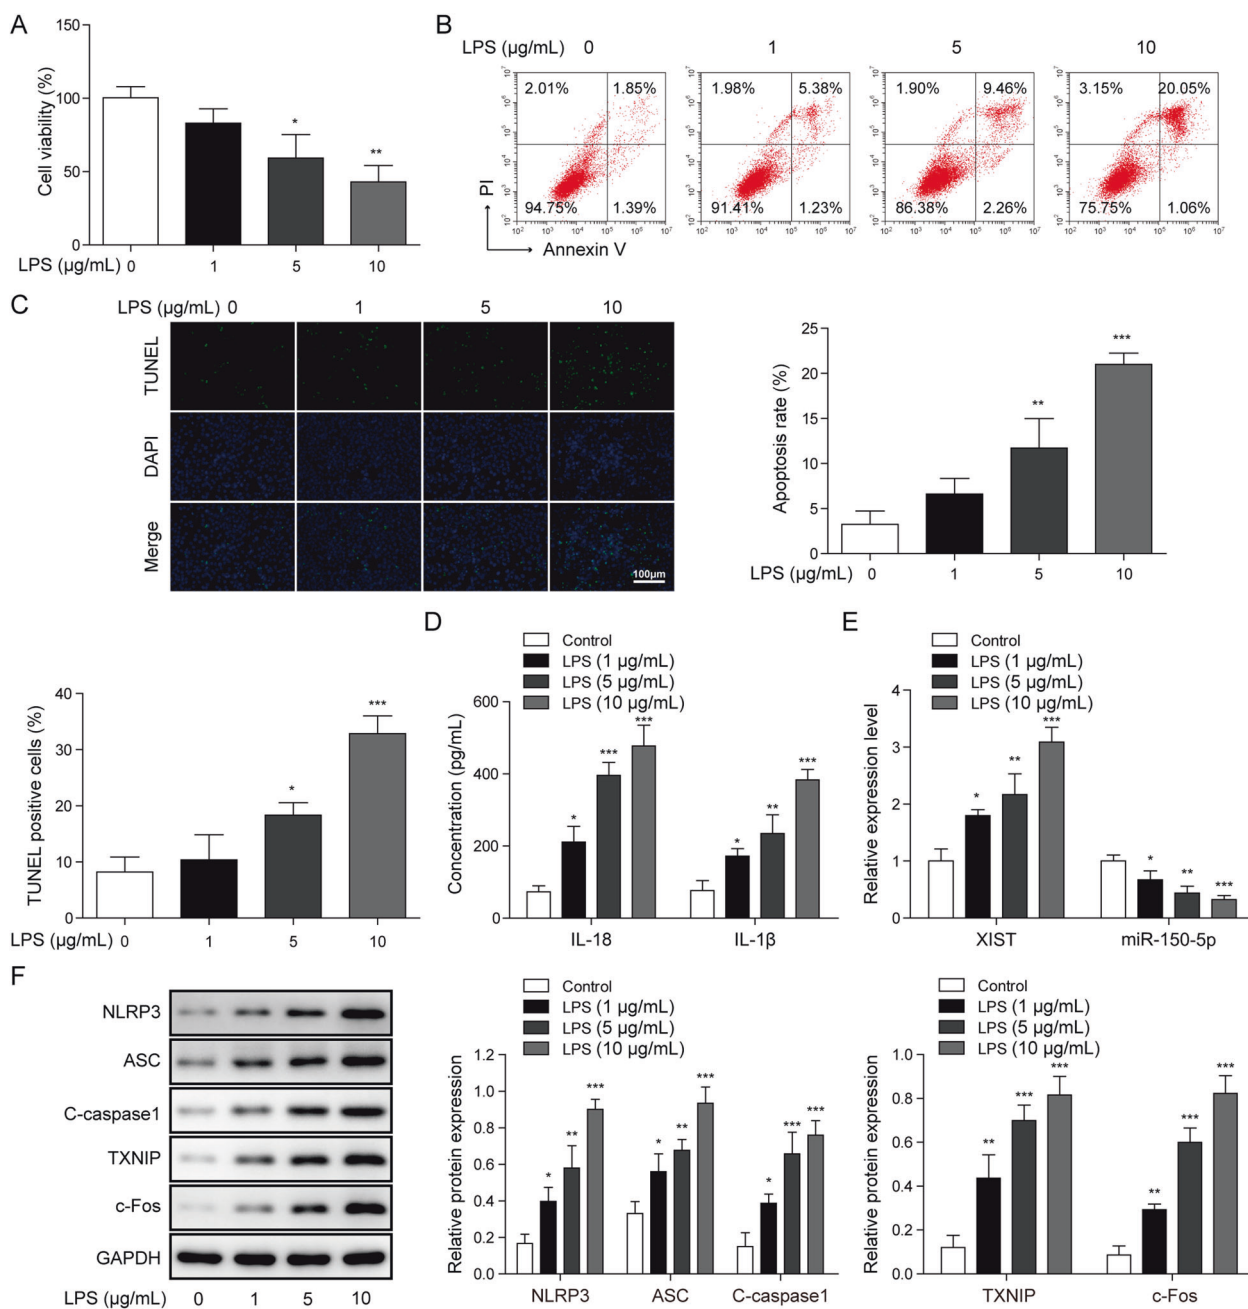 A
Cell viability (%)
150
100
50
0
*
**
LPS (μg/mL) 0 1 5 10
B
LPS (μg/mL) 0 1 5 10
2.01% 1.85% 1.98% 5.38% 1.90% 9.46% 3.15% 20.05%
94.75% 1.39% 91.41% 1.23% 86.38% 2.26% 75.75% 1.06%
PI
Annexin V
C
LPS (μg/mL) 0 1 5 10
TUNEL
DAPI
Merge
100μm
Apoptosis rate (%)
25
20
15
10
5
0
**
***
LPS (μg/mL) 0 1 5 10
TUNEL positive cells (%)
40
30
20
10
0
*
***
LPS (μg/mL) 0 1 5 10
D
Control
LPS (1 μg/mL)
LPS (5 μg/mL)
LPS (10 μg/mL)
Concentration (pg/mL)
600
400
200
0
* *** ***
* ** ***
IL-18 IL-1β
E
Control
LPS (1 μg/mL)
LPS (5 μg/mL)
LPS (10 μg/mL)
Relative expression level
4
3
2
1
0
* ** ***
* ** ***
XIST miR-150-5p
F
NLRP3
ASC
C-caspase1
TXNIP
c-Fos
GAPDH
LPS (μg/mL) 0 1 5 10
Control
LPS (1 μg/mL)
LPS (5 μg/mL)
LPS (10 μg/mL)
Relative protein expression
1.2
1.0
0.8
0.6
0.4
0.2
0.0
* ** ***
* ** ***
* *** ***
NLRP3 ASC C-caspase1
Control
LPS (1 μg/mL)
LPS (5 μg/mL)
LPS (10 μg/mL)
Relative protein expression
1.0
0.8
0.6
0.4
0.2
0.0
** *** ***
** *** ***
TXNIP c-Fos